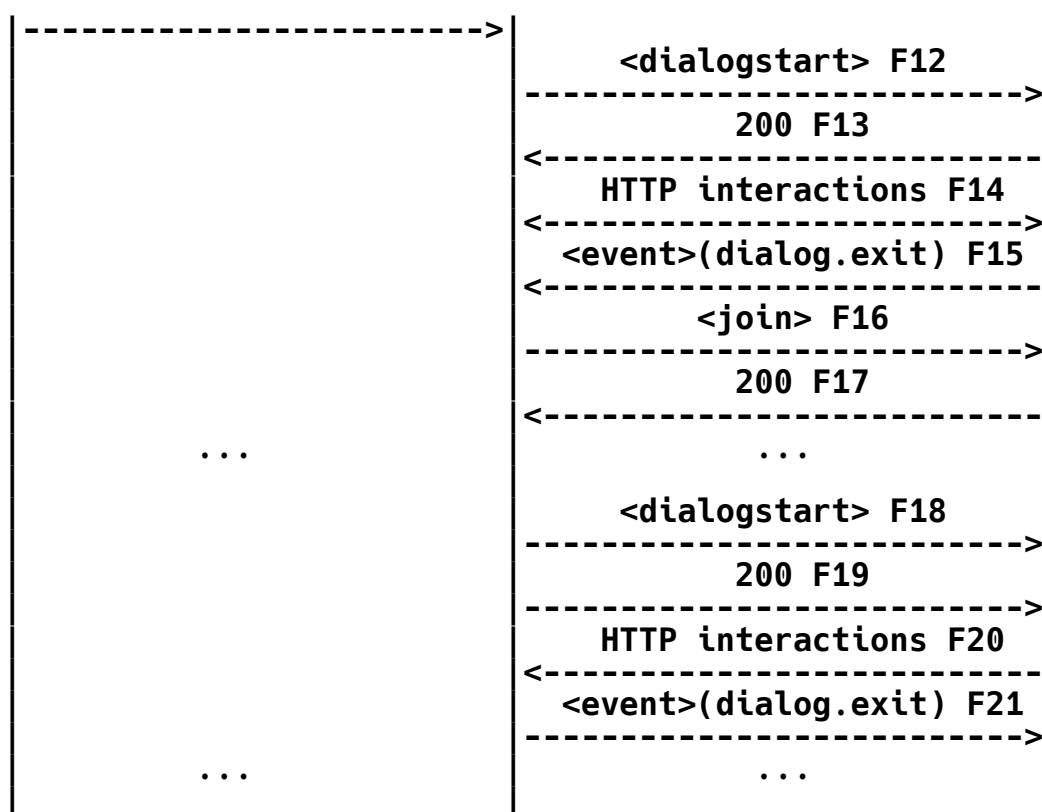 |------------------------>|
<dialogstart> F12
-------------------------->
200 F13
<--------------------------
HTTP interactions F14
<------------------------->
<event>(dialog.exit) F15
<--------------------------
<join> F16
-------------------------->
200 F17
<--------------------------
... ...
<dialogstart> F18
-------------------------->
200 F19
-------------------------->
HTTP interactions F20
<--------------------------
<event>(dialog.exit) F21
-------------------------->
... ...